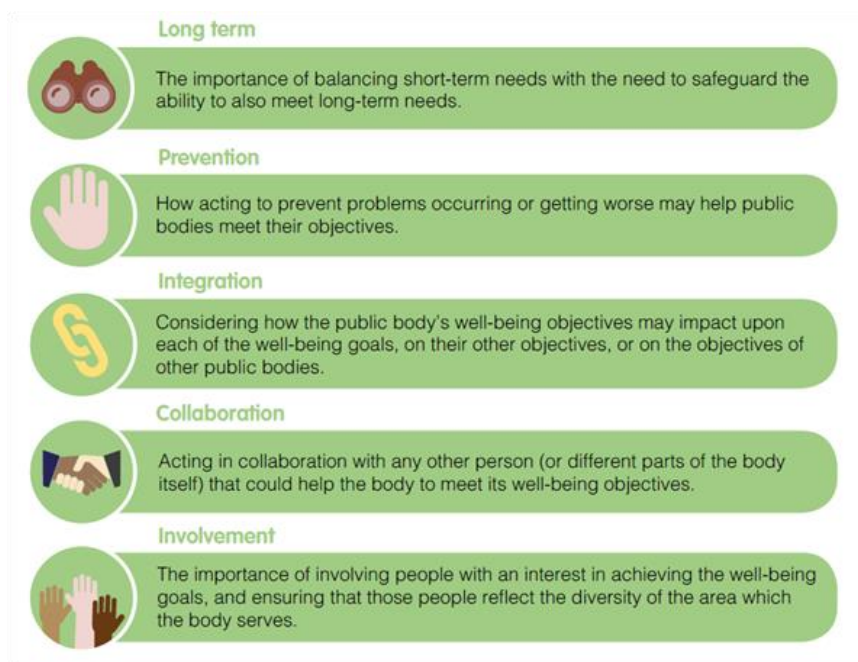 Long term
The importance of balancing short-term needs with the need to safeguard the
ability to also meet long-term needs.
Prevention
How acting to prevent problems occurring or getting worse may help public
bodies meet their objectives.
Integration
Considering how the public body's well-being objectives may impact upon
each of the well-being goals, on their other objectives, or on the objectives of
other public bodies.
Collaboration
Acting in collaboration with any other person (or different parts of the body
itself) that could help the body to meet its well-being objectives.
Involvement
The importance of involving people with an interest in achieving the well-being
goals, and ensuring that those people reflect the diversity of the area which
the body serves.